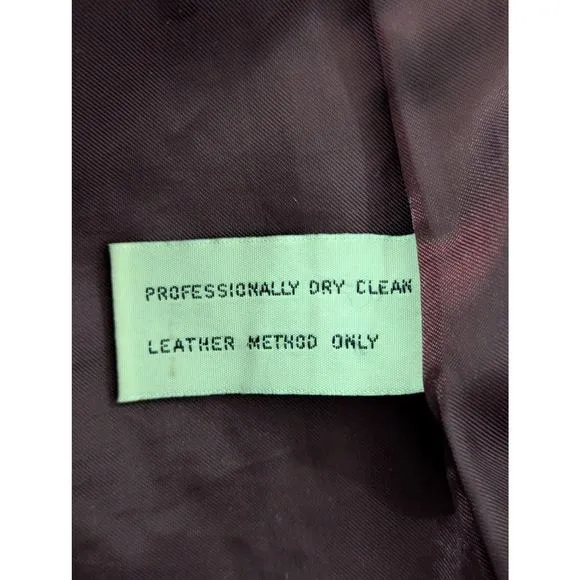 PROFESSIONALLY DRY CLEAN
LEATHER METHOD ONLY